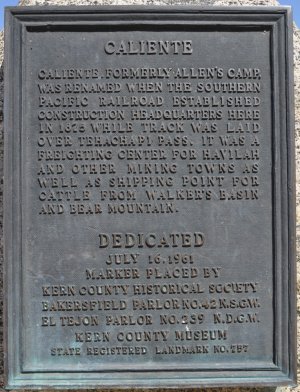 CALIENTE
CALIENTE, FORMERLY ALLEN'S CAMP,
WAS RENAMED WHEN THE SOUTHERN
PACIFIC RAILROAD ESTABLISHED
CONSTRUCTION HEADQUARTERS HERE
IN 1875 WHILE TRACK WAS LAID
OVER TEHACHAPI PASS. IT WAS A
FREIGHTING CENTER FOR HAVILAH
AND OTHER MINING TOWNS AS
WELL AS SHIPPING POINT FOR
CATTLE FROM WALKER'S BASIN
AND BEAR MOUNTAIN.
DEDICATED
JULY 16, 1961
MARKER PLACED BY
KERN COUNTY HISTORICAL SOCIETY
BAKERSFIELD PARLOR NO. 42 N.S.G.W.
EL TEJON PARLOR NO. 239 N.D.G.W.
KERN COUNTY MUSEUM
STATE REGISTERED LANDMARK NO. 757